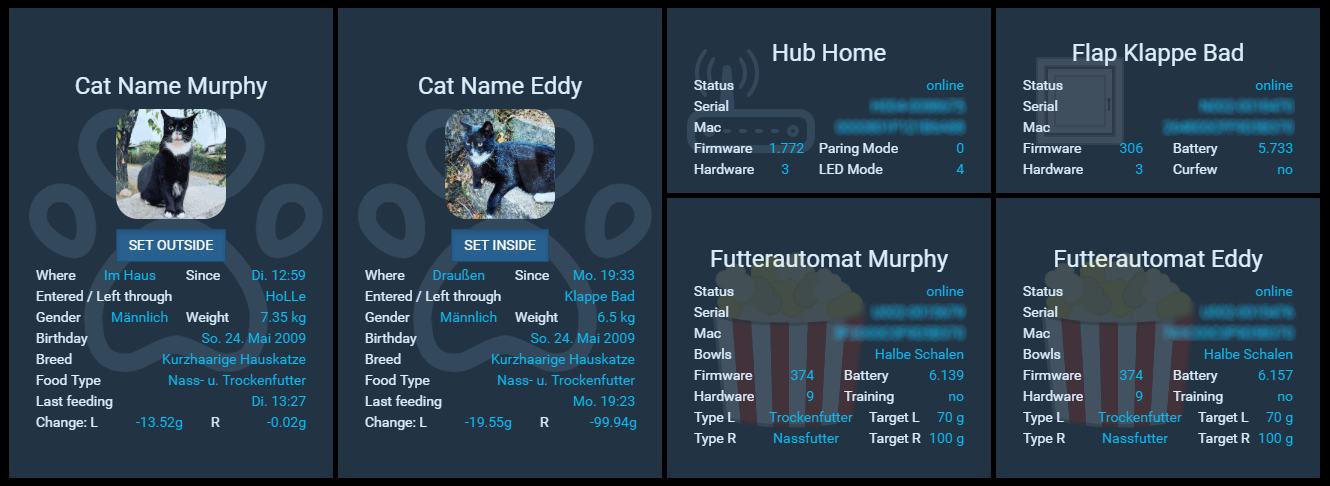 Cat Name Murphy
SET OUTSIDE
Where Im Haus Since Di. 12:59
Entered / Left through HoLLe
Gender Männlich Weight 7.35 kg
Birthday So. 24. Mai 2009
Breed Kurzhaarige Hauskatze
Food Type Nass- u. Trockenfutter
Last feeding Di. 13:27
Change: L -13.52g R -0.02g
Cat Name Eddy
SET INSIDE
Where Draußen Since Mo. 19:33
Entered / Left through Klappe Bad
Gender Männlich Weight 6.5 kg
Birthday So. 24. Mai 2009
Breed Kurzhaarige Hauskatze
Food Type Nass- u. Trockenfutter
Last feeding Mo. 19:23
Change: L -19.55g R -99.94g
Hub Home
Status online
Serial
Mac
Firmware 1.772 Paring Mode 0
Hardware 3 LED Mode 4
Flap Klappe Bad
Status online
Serial
Mac
Firmware 306 Battery 5.733
Hardware 3 Curfew no
Futterautomat Murphy
Status online
Serial
Mac
Bowls Halbe Schalen
Firmware 374 Battery 6.139
Hardware 9 Training no
Type L Trockenfutter Target L 70 g
Type R Nassfutter Target R 100 g
Futterautomat Eddy
Status online
Serial
Mac
Bowls Halbe Schalen
Firmware 374 Battery 6.157
Hardware 9 Training no
Type L Trockenfutter Target L 70 g
Type R Nassfutter Target R 100 g